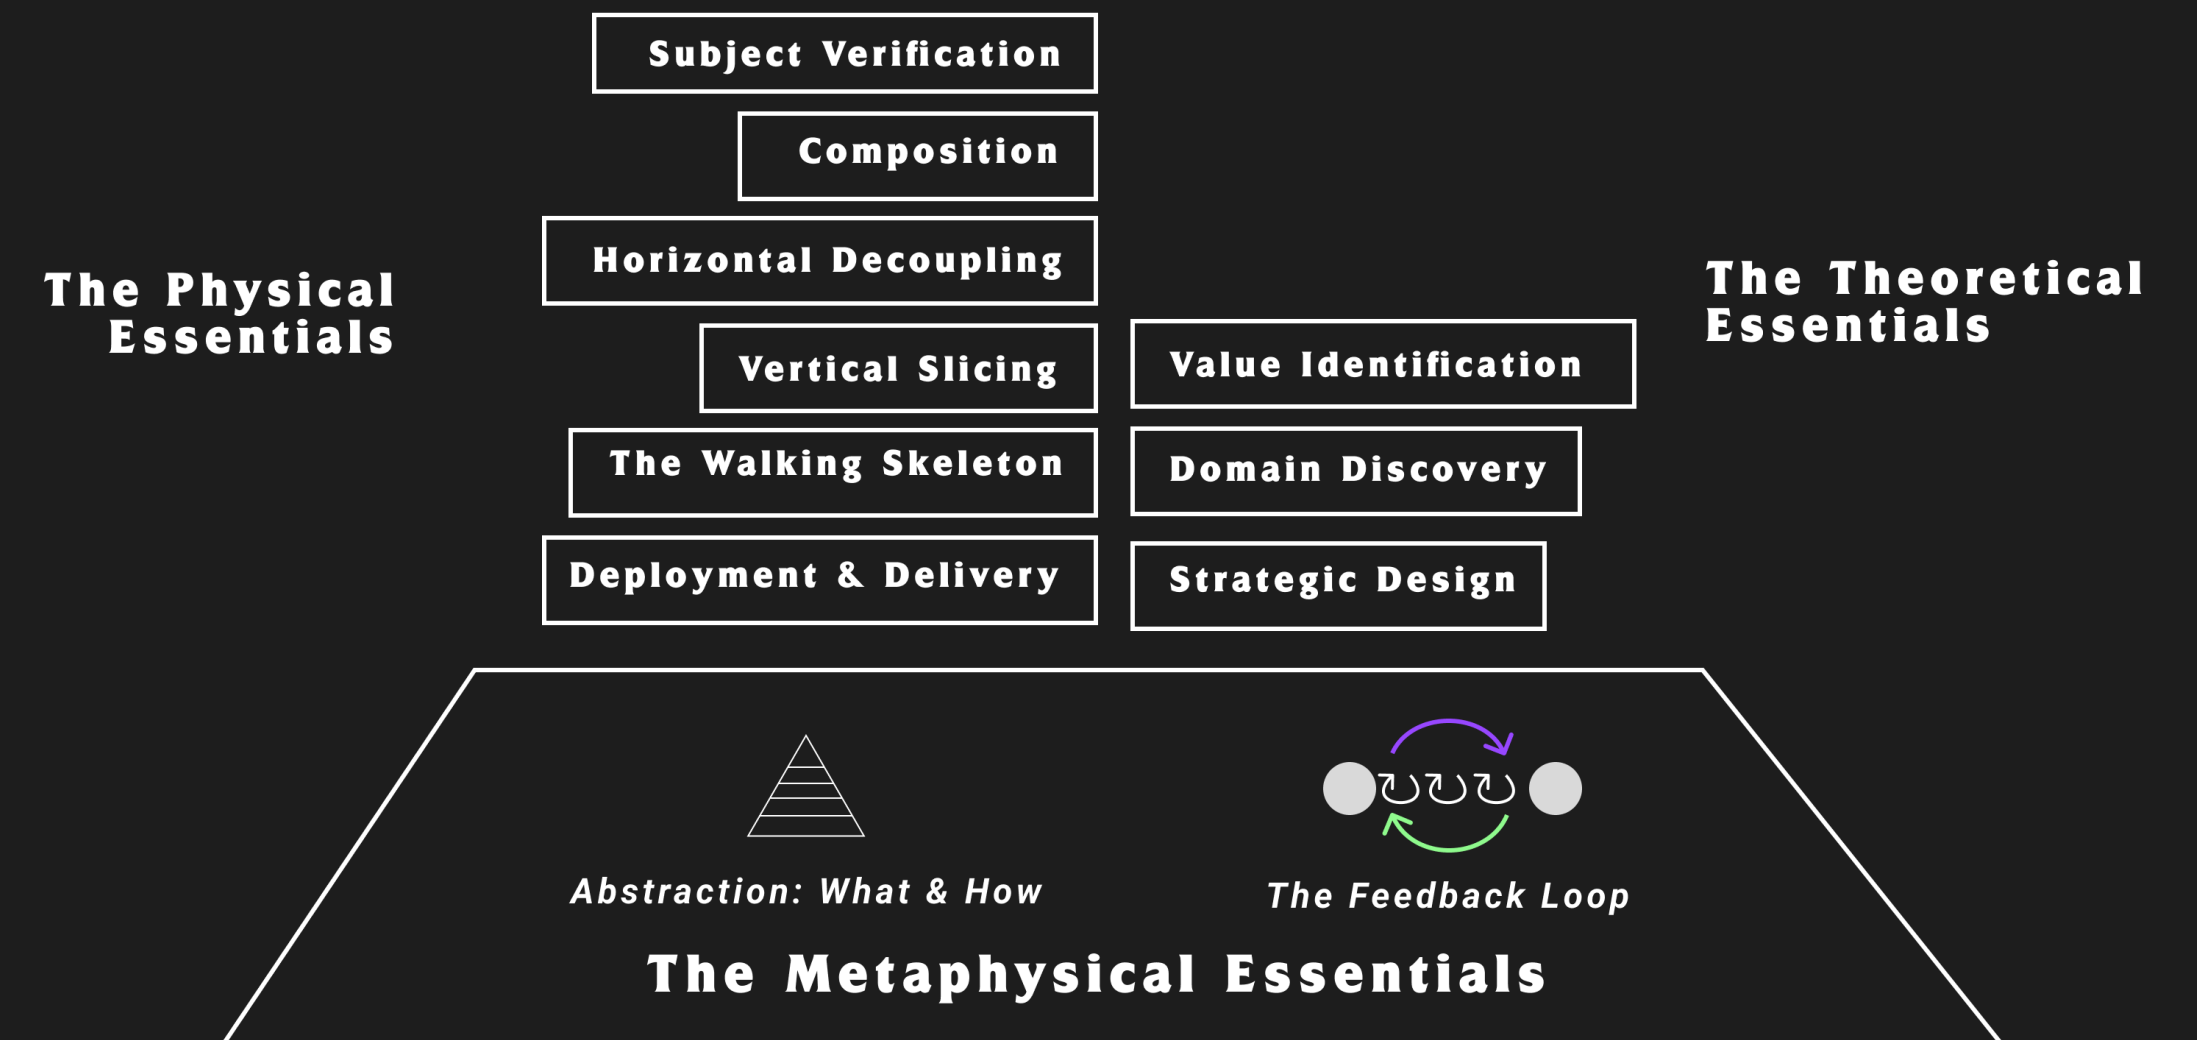 Subject Verification
Composition
Horizontal Decoupling
The Physical
Essentials
Vertical Slicing
The Walking Skeleton
Deployment & Delivery
The Theoretical
Essentials
Value Identification
Domain Discovery
Strategic Design
Abstraction: What & How
The Feedback Loop
The Metaphysical Essentials